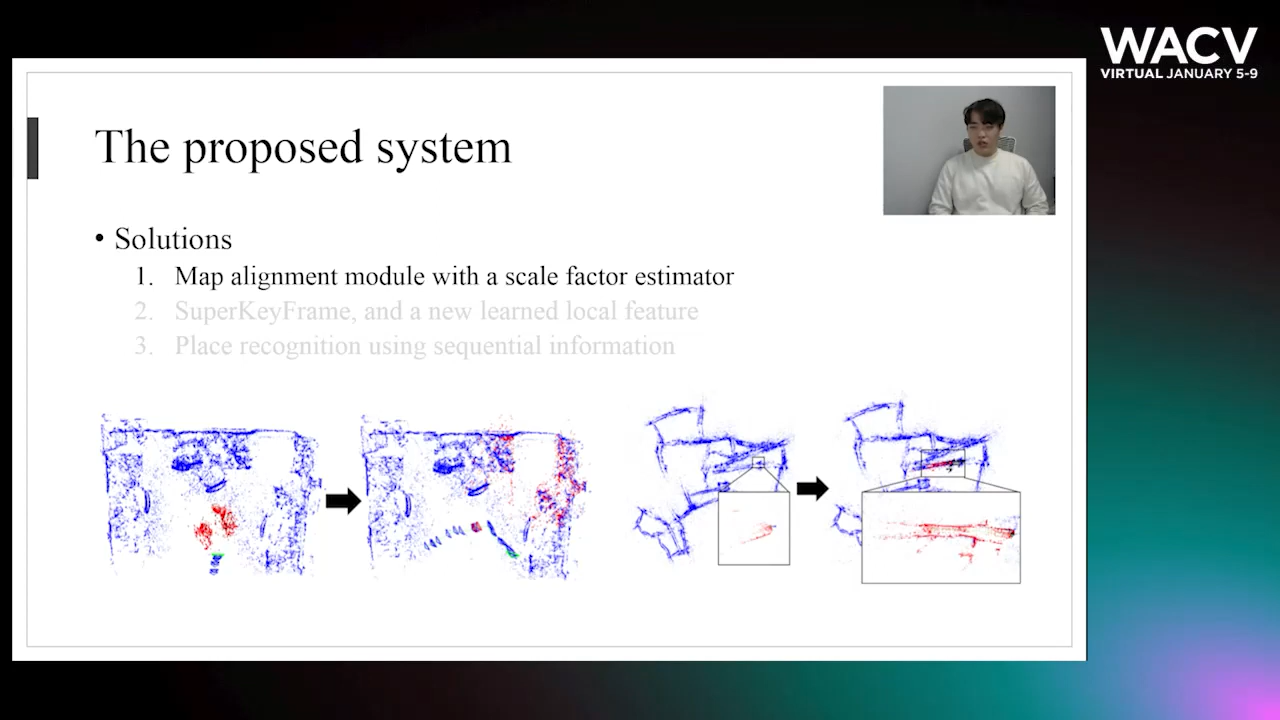 WACV
VIRTUAL JANUARY 5-9
The proposed system
• Solutions
1. Map alignment module with a scale factor estimator
2. SuperKeyFrame, and a new learned local feature
3. Place recognition using sequential information